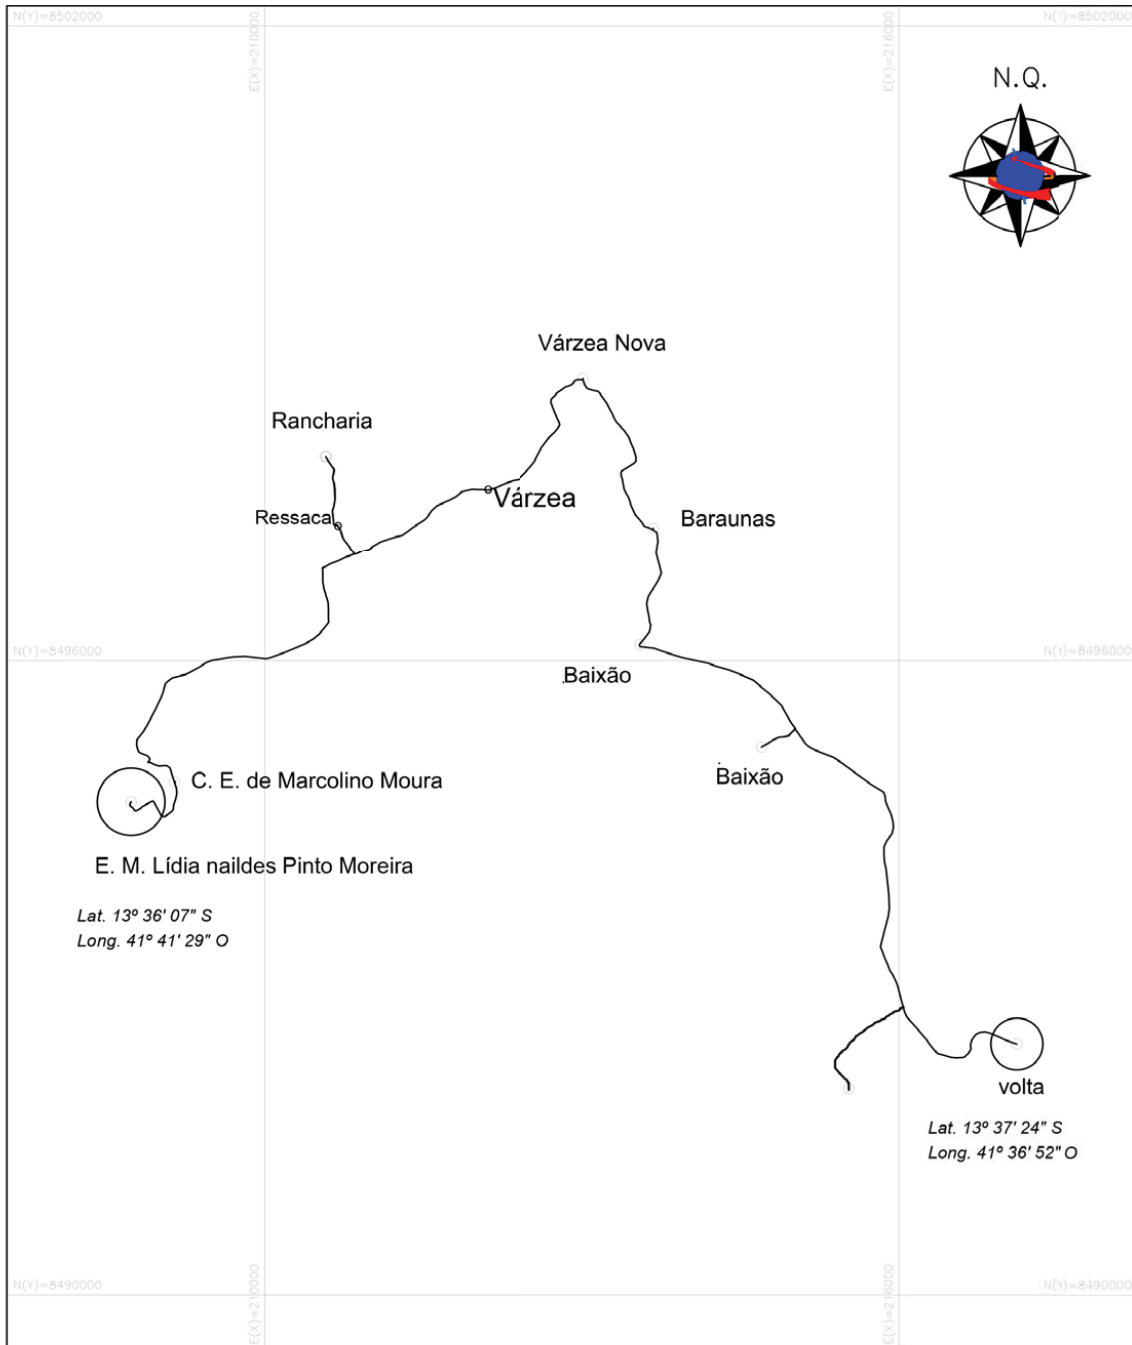 N(Y)=8502000
N(Y)=8502000
E(X)=210000
E(X)=216000
N.Q.
Várzea Nova
Rancharia
Várzea
Ressaca
Baraunas
N(Y)=8496000
N(Y)=8496000
Baixão
Baixão
C. E. de Marcolino Moura
E. M. Lídia naildes Pinto Moreira
Lat. 13º 36' 07" S
Long. 41º 41' 29" O
volta
Lat. 13º 37' 24" S
Long. 41º 36' 52" O
N(Y)=8490000
N(Y)=8490000
E(X)=210000
E(X)=216000